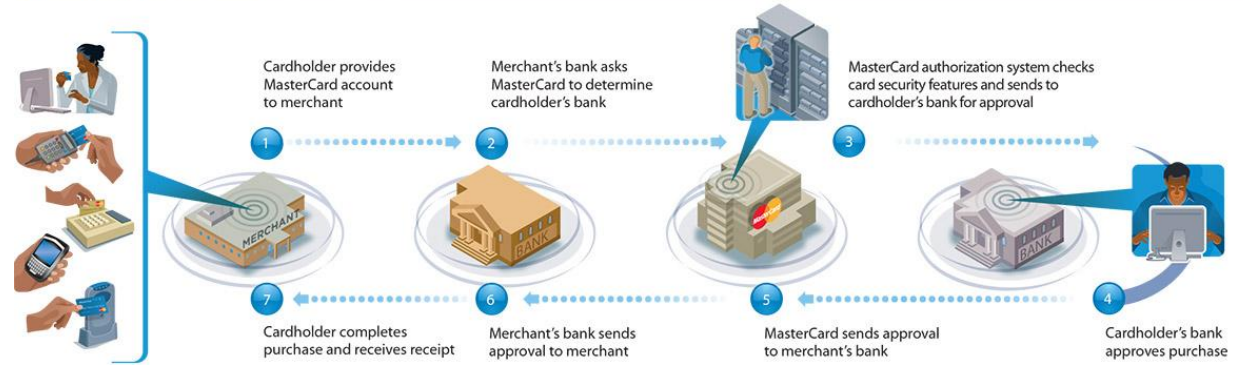 Cardholder provides
MasterCard account
to merchant
Merchant's bank asks
MasterCard to determine
cardholder's bank
MasterCard authorization system checks
card security features and sends to
cardholder's bank for approval
1
2
3
MERCHANT
BANK
MasterCard
BANK
7
6
5
4
Cardholder completes
purchase and receives receipt
Merchant's bank sends
approval to merchant
MasterCard sends approval
to merchant's bank
Cardholder's bank
approves purchase